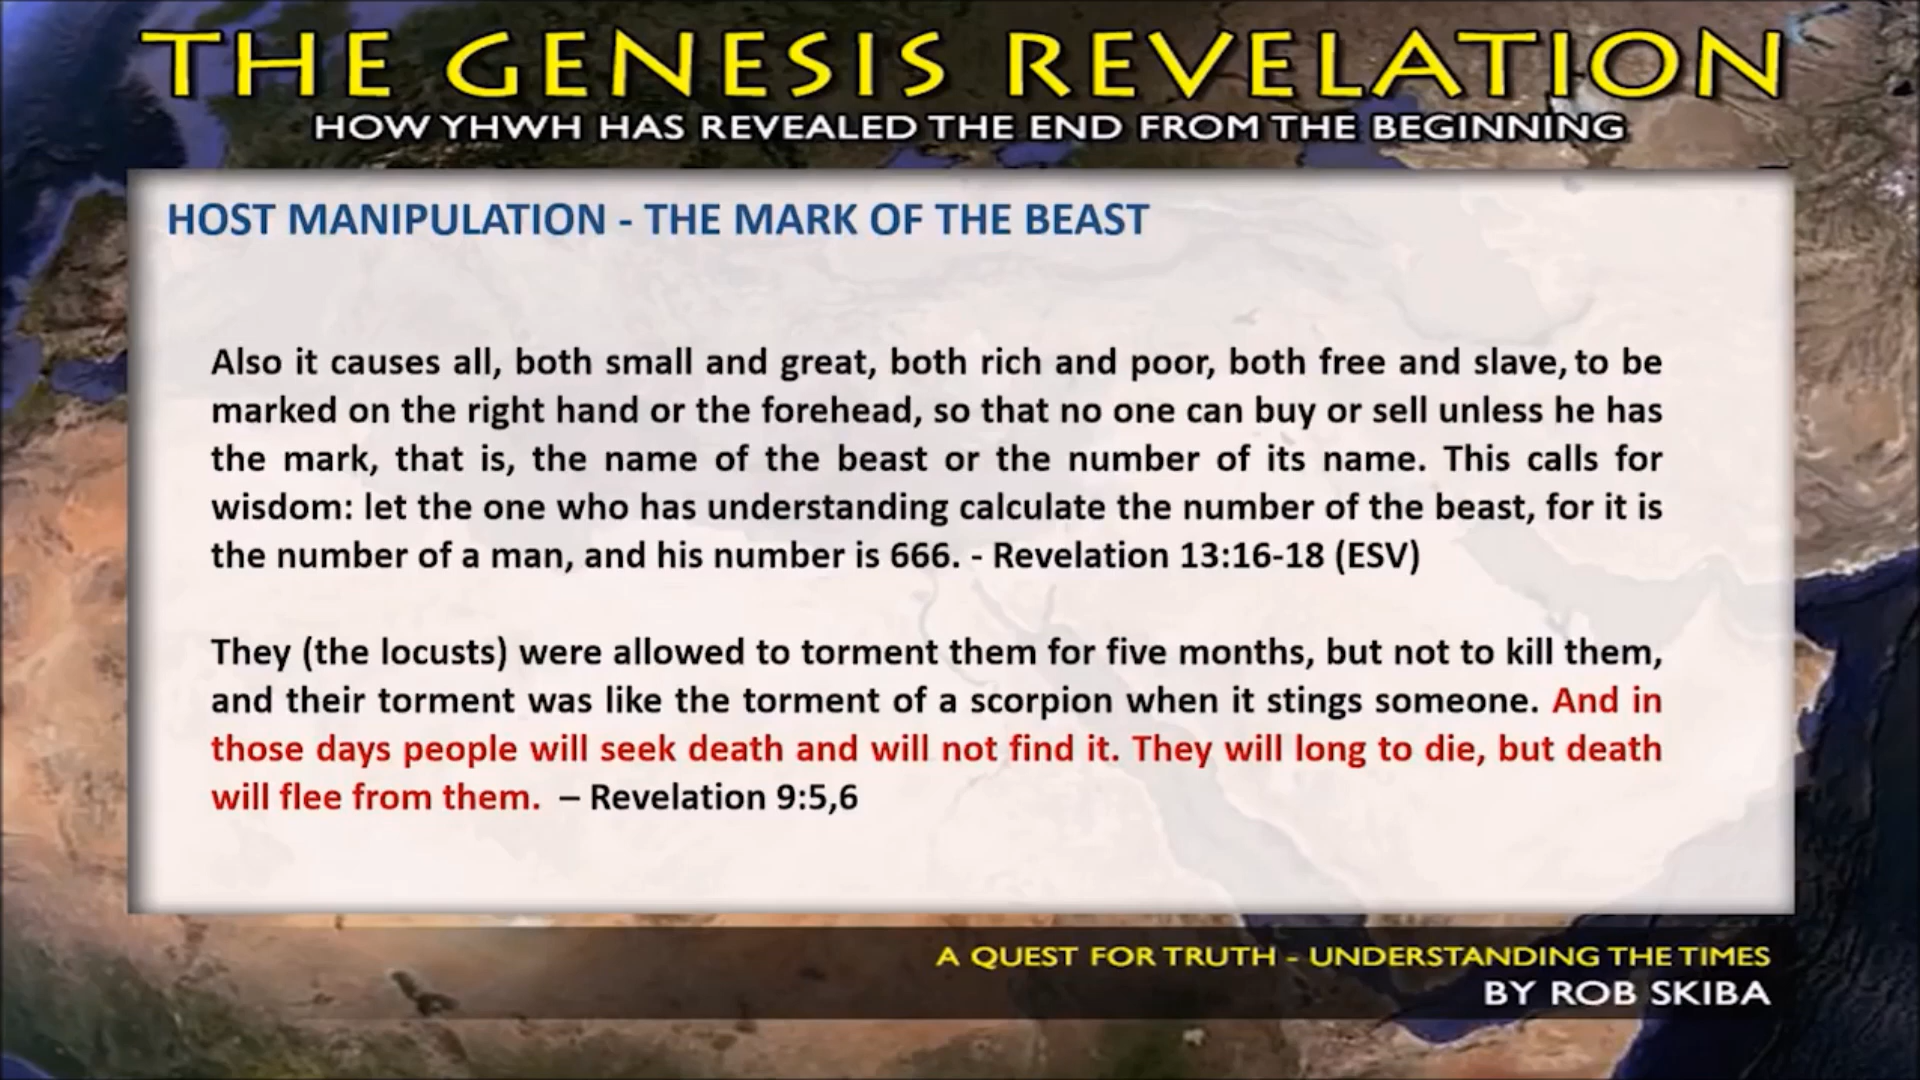 THE GENESIS REVELATION
HOW YHWH HAS REVEALED THE END FROM THE BEGINNING
HOST MANIPULATION - THE MARK OF THE BEAST
Also it causes all, both small and great, both rich and poor, both free and slave, to be
marked on the right hand or the forehead, so that no one can buy or sell unless he has
the mark, that is, the name of the beast or the number of its name. This calls for
wisdom: let the one who has understanding calculate the number of the beast, for it is
the number of a man, and his number is 666. - Revelation 13:16-18 (ESV)
They (the locusts) were allowed to torment them for five months, but not to kill them,
and their torment was like the torment of a scorpion when it stings someone. And in
those days people will seek death and will not find it. They will long to die, but death
will flee from them. – Revelation 9:5,6
A QUEST FOR TRUTH - UNDERSTANDING THE TIMES
BY ROB SKIBA